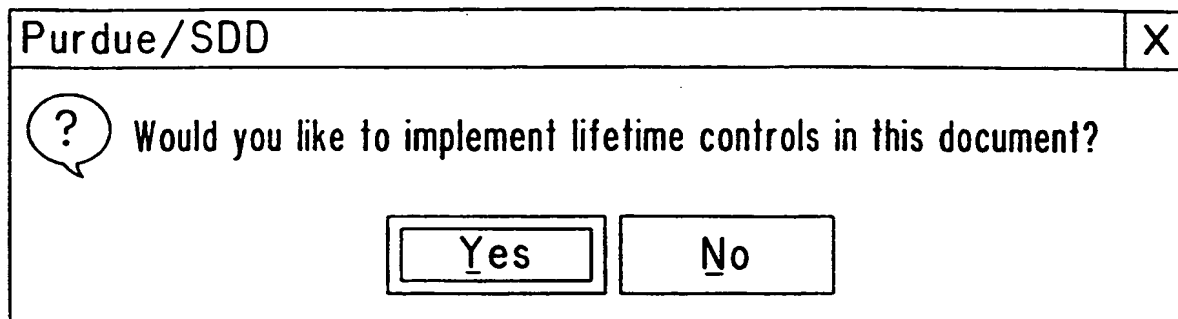 Purdue/SDD X
? Would you like to implement lifetime controls in this document?
Yes No